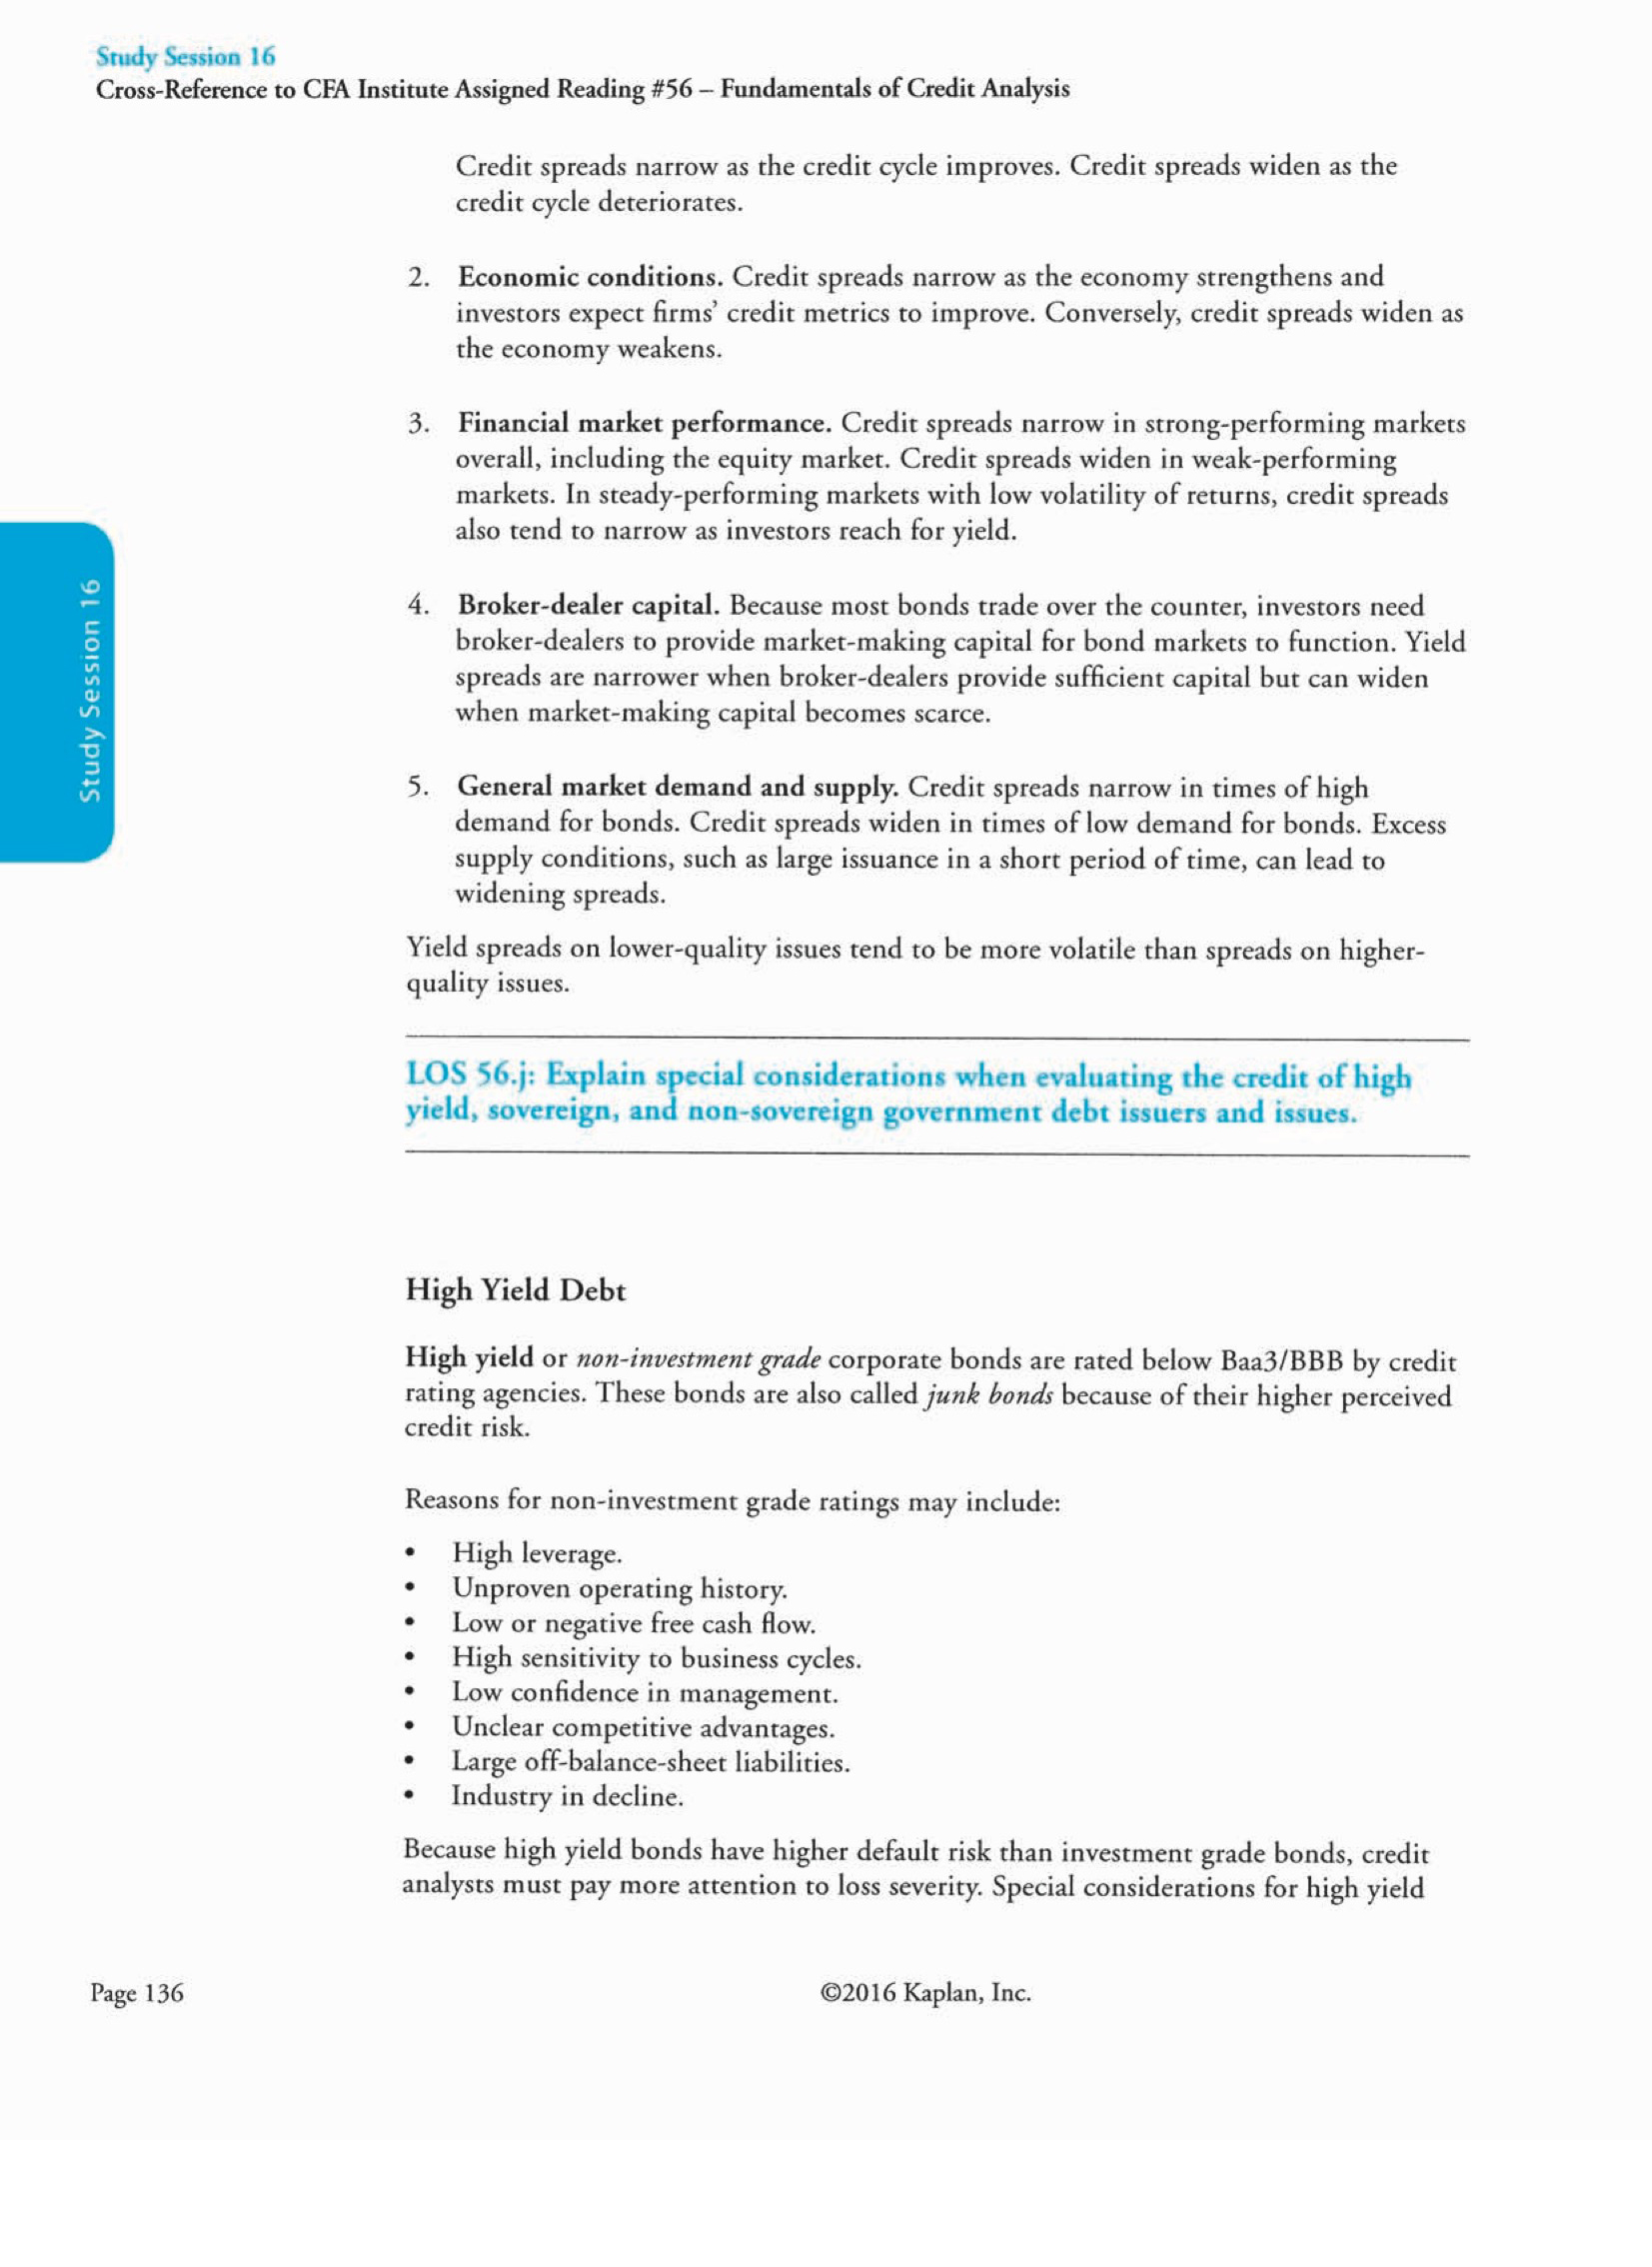 Study Session 16
Cross-Reference to CFA Institute Assigned Reading #56 – Fundamentals of Credit Analysis
Credit spreads narrow as the credit cycle improves. Credit spreads widen as the
credit cycle deteriorates.
2. Economic conditions. Credit spreads narrow as the economy strengthens and
investors expect firms’ credit metrics to improve. Conversely, credit spreads widen as
the economy weakens.
3. Financial market performance. Credit spreads narrow in strong-performing markets
overall, including the equity market. Credit spreads widen in weak-performing
markets. In steady-performing markets with low volatility of returns, credit spreads
also tend to narrow as investors reach for yield.
Study Session 16
4. Broker-dealer capital. Because most bonds trade over the counter, investors need
broker-dealers to provide market-making capital for bond markets to function. Yield
spreads are narrower when broker-dealers provide sufficient capital but can widen
when market-making capital becomes scarce.
5. General market demand and supply. Credit spreads narrow in times of high
demand for bonds. Credit spreads widen in times of low demand for bonds. Excess
supply conditions, such as large issuance in a short period of time, can lead to
widening spreads.
Yield spreads on lower-quality issues tend to be more volatile than spreads on higher-
quality issues.
LOS 56.j: Explain special considerations when evaluating the credit of high
yield, sovereign, and non-sovereign government debt issuers and issues.
High Yield Debt
High yield or non-investment grade corporate bonds are rated below Baa3/BBB by credit
rating agencies. These bonds are also called junk bonds because of their higher perceived
credit risk.
Reasons for non-investment grade ratings may include:
• High leverage.
• Unproven operating history.
• Low or negative free cash flow.
• High sensitivity to business cycles.
• Low confidence in management.
• Unclear competitive advantages.
• Large off-balance-sheet liabilities.
• Industry in decline.
Because high yield bonds have higher default risk than investment grade bonds, credit
analysts must pay more attention to loss severity. Special considerations for high yield
Page 136
©2016 Kaplan, Inc.